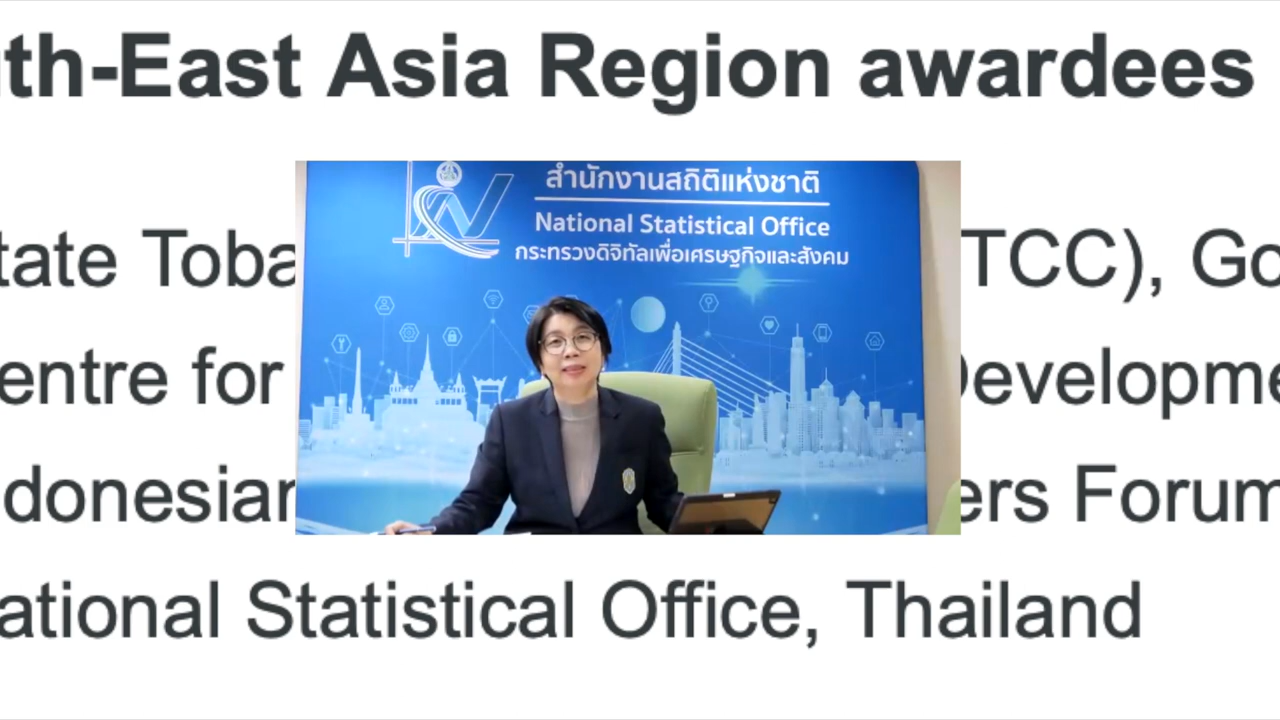 th-East Asia Region awardees
สำนักงานสถิติแห่งชาติ
National Statistical Office
กระทรวงดิจิทัลเพื่อเศรษฐกิจและสังคม
tate Toba TCC), Go
entre for Developme
donesian ers Forum
ational Statistical Office, Thailand